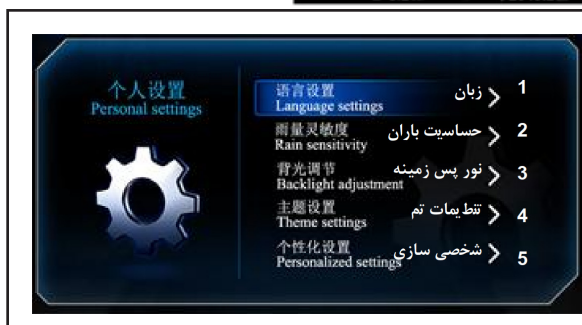 个人设置
Personal settings
语言设置
Language settings
زبان
1
雨量灵敏度
Rain sensitivity
حساسیت باران
2
背光调节
Backlight adjustment
نور پس زمینه
3
主题设置
Theme settings
تنظیمات تم
4
个性化设置
Personalized settings
شخصی سازی
5